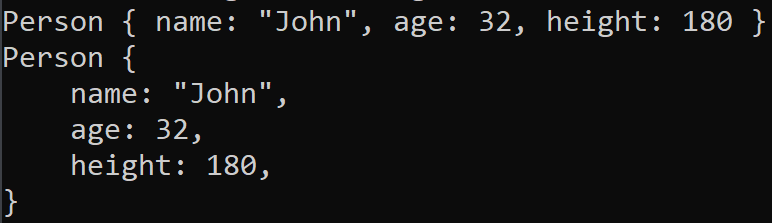 Person { name: "John", age: 32, height: 180 }
Person {
    name: "John",
    age: 32,
    height: 180,
}